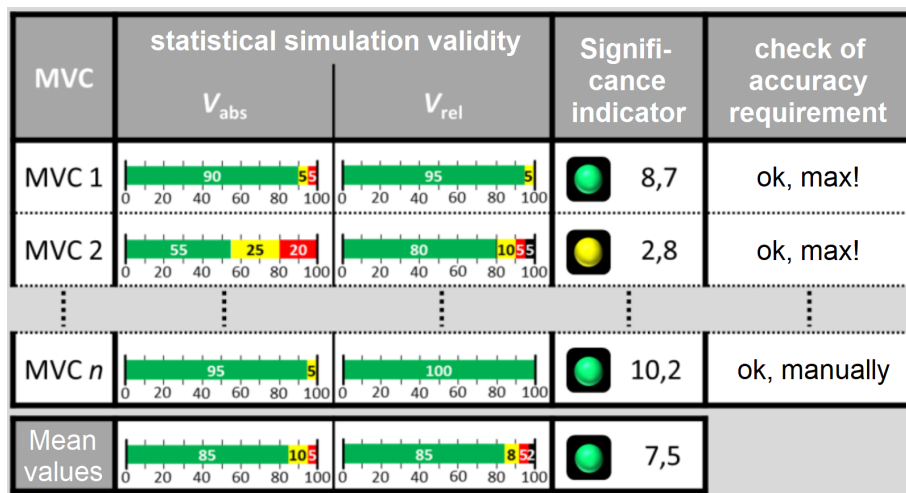 MVC
statistical simulation validity
V abs
V rel
Signifi-
cance
indicator
check of
accuracy
requirement
MVC 1
90 5 5
0 20 40 60 80 100
95 5
0 20 40 60 80 100
8,7
ok, max!
MVC 2
55 25 20
0 20 40 60 80 100
80 10 5 5
0 20 40 60 80 100
2,8
ok, max!
MVC n
95 5
0 20 40 60 80 100
100
0 20 40 60 80 100
10,2
ok, manually
Mean
values
85 10 5
0 20 40 60 80 100
85 8 5 2
0 20 40 60 80 100
7,5